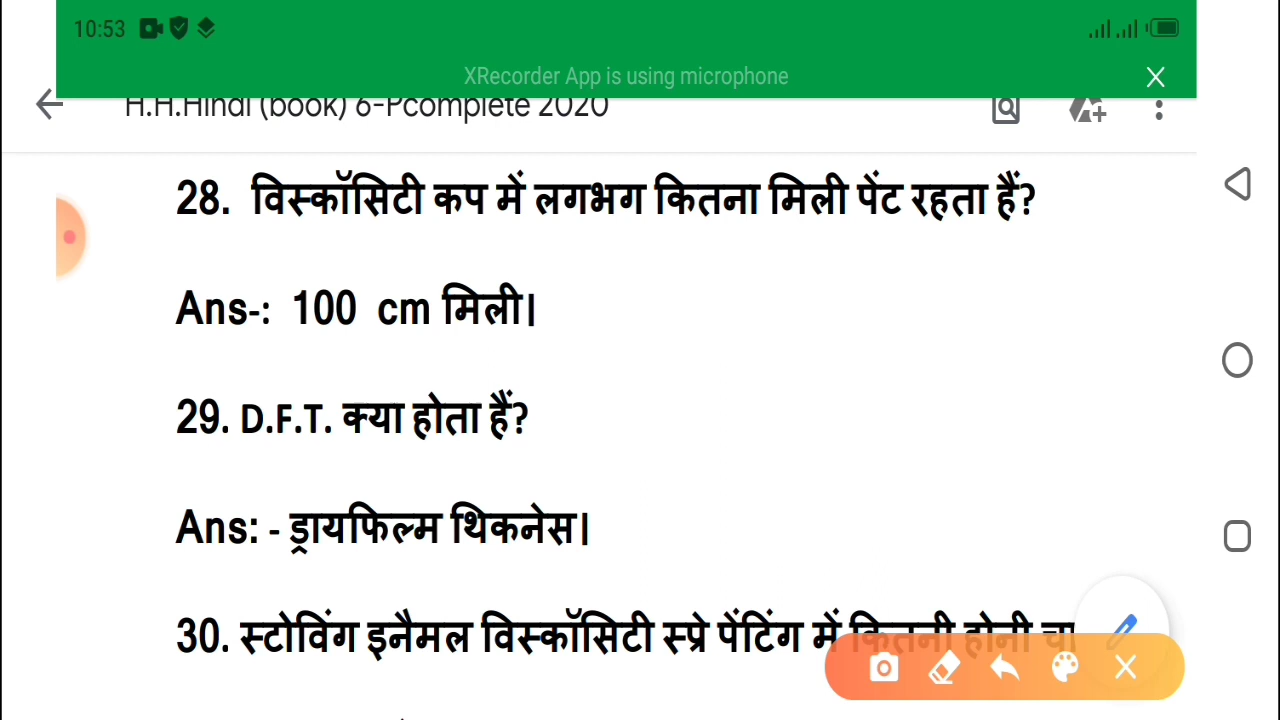 10:53
XRecorder App is using microphone
H.H.Hindi (book) 6-Pcomplete 2020
28. विस्कॉसिटी कप में लगभग कितना मिली पेंट रहता हैं?
Ans-: 100 cm मिली।
29. D.F.T. क्या होता हैं?
Ans: - ड्रायफिल्म थिकनेस।
30. स्टोविंग इनैमल विस्कॉसिटी स्प्रे पेंटिंग में कितनी होनी चा